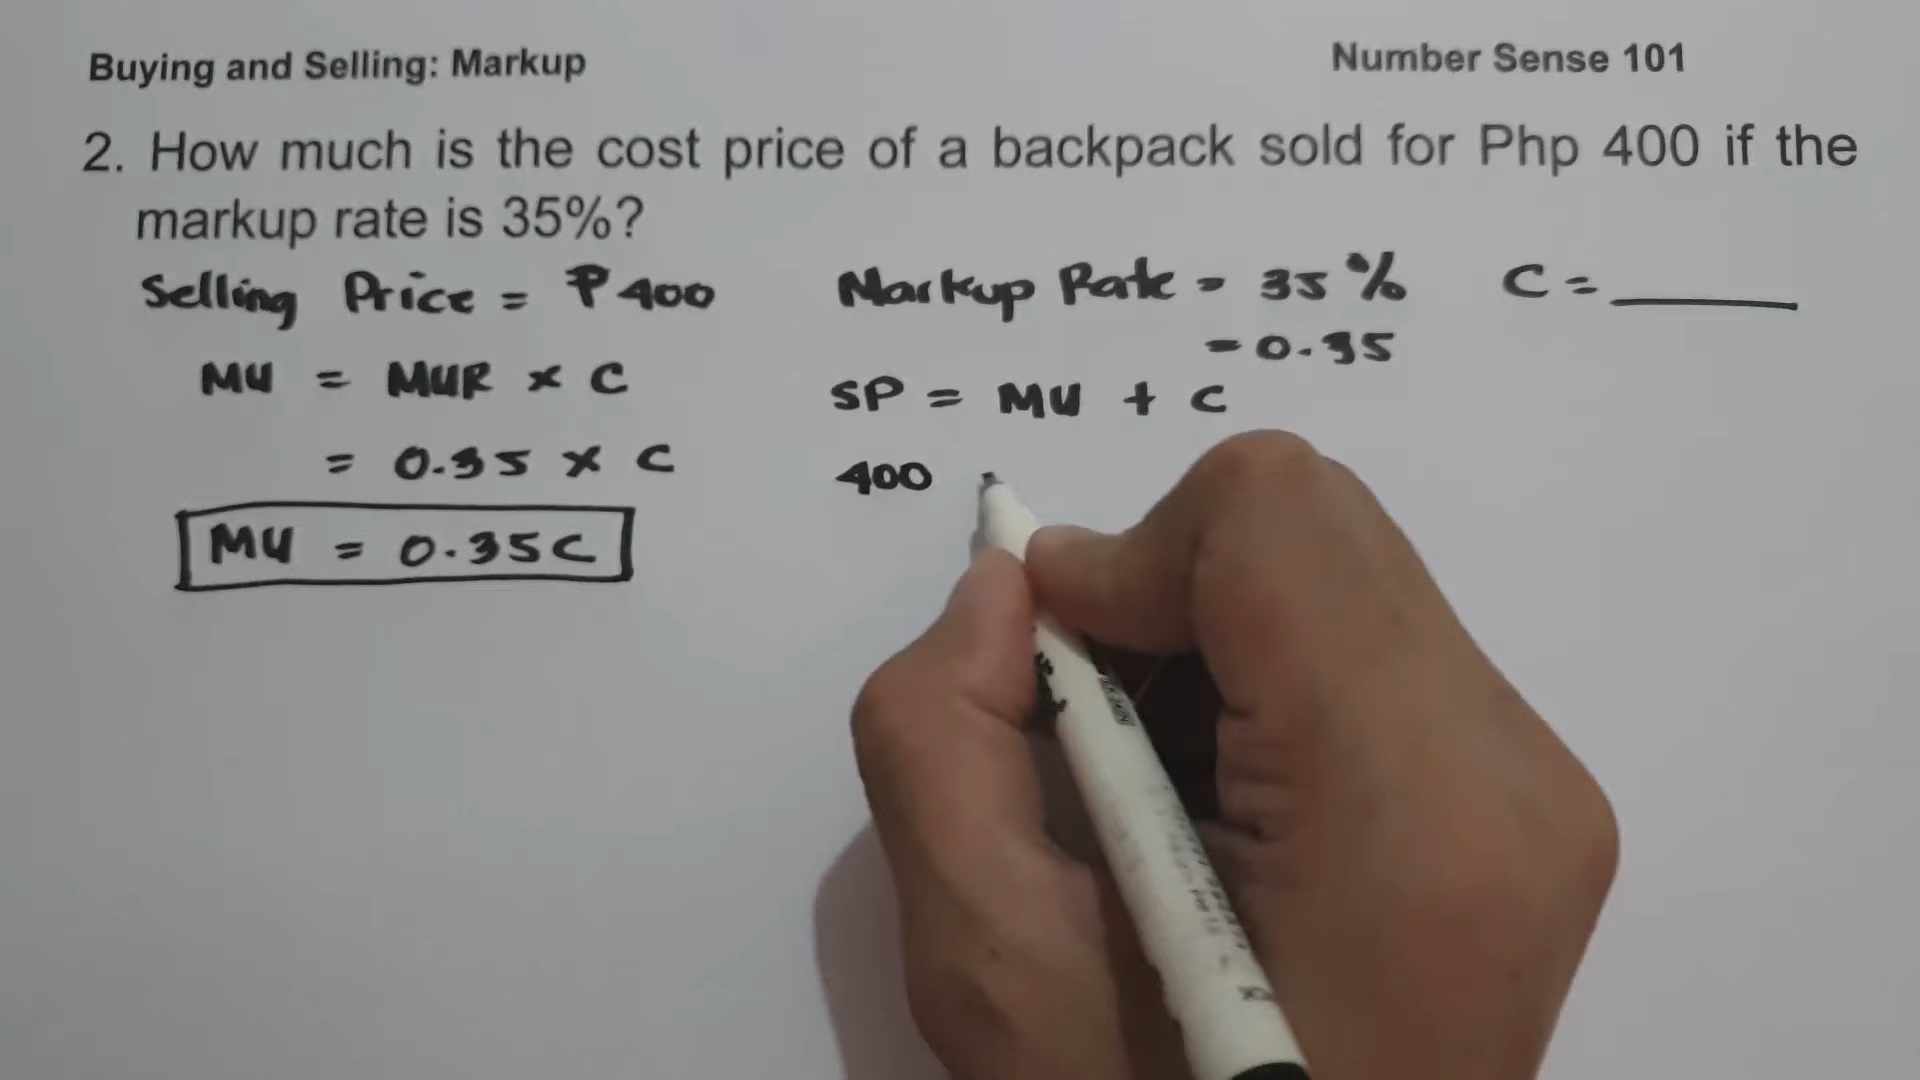 Buying and Selling: Markup
Number Sense 101
2. How much is the cost price of a backpack sold for Php 400 if the
markup rate is 35%?
Selling Price = ₱400
Markup Rate = 35%
C = ______
= 0.35
MU = MUR × C
SP = MU + C
= 0.35 × C
400
MU = 0.35C